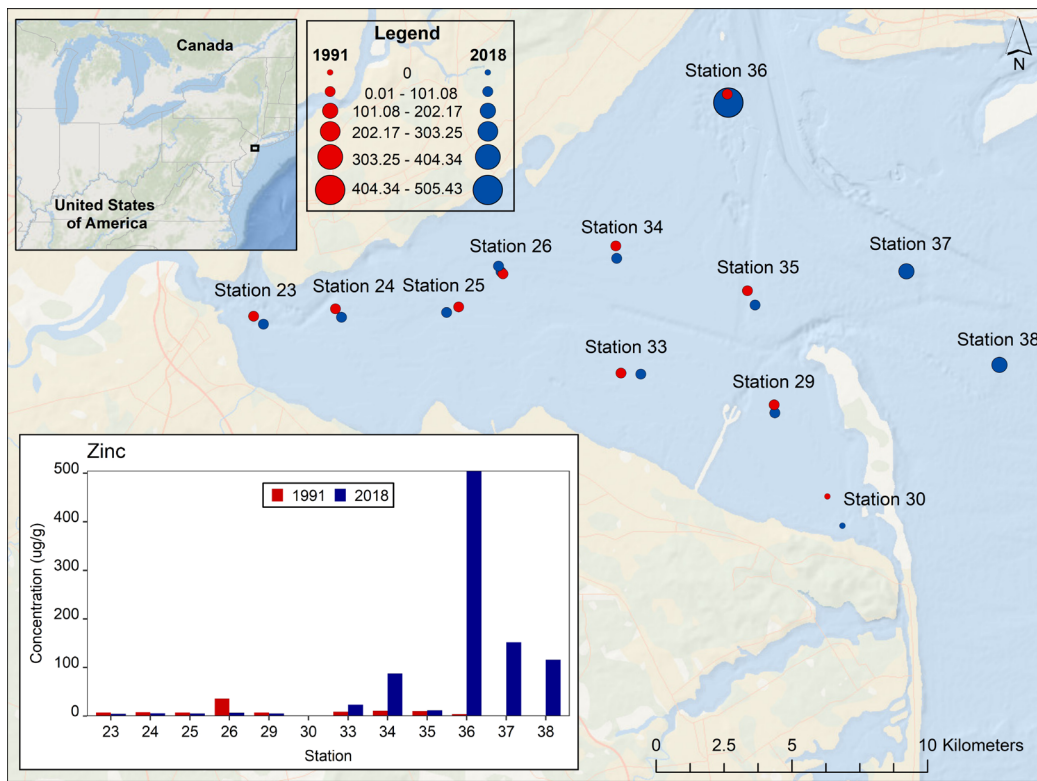 Canada
United States
of America
Legend
1991 2018
0
0.01 - 101.08
101.08 - 202.17
202.17 - 303.25
303.25 - 404.34
404.34 - 505.43
N
Station 36
Station 34
Station 26
Station 37
Station 35
Station 23
Station 24
Station 25
Station 33
Station 38
Station 29
Station 30
Zinc
1991 2018
Concentration (ug/g)
500
400
300
200
100
0
23 24 25 26 29 30 33 34 35 36 37 38
Station
0 2.5 5 10 Kilometers